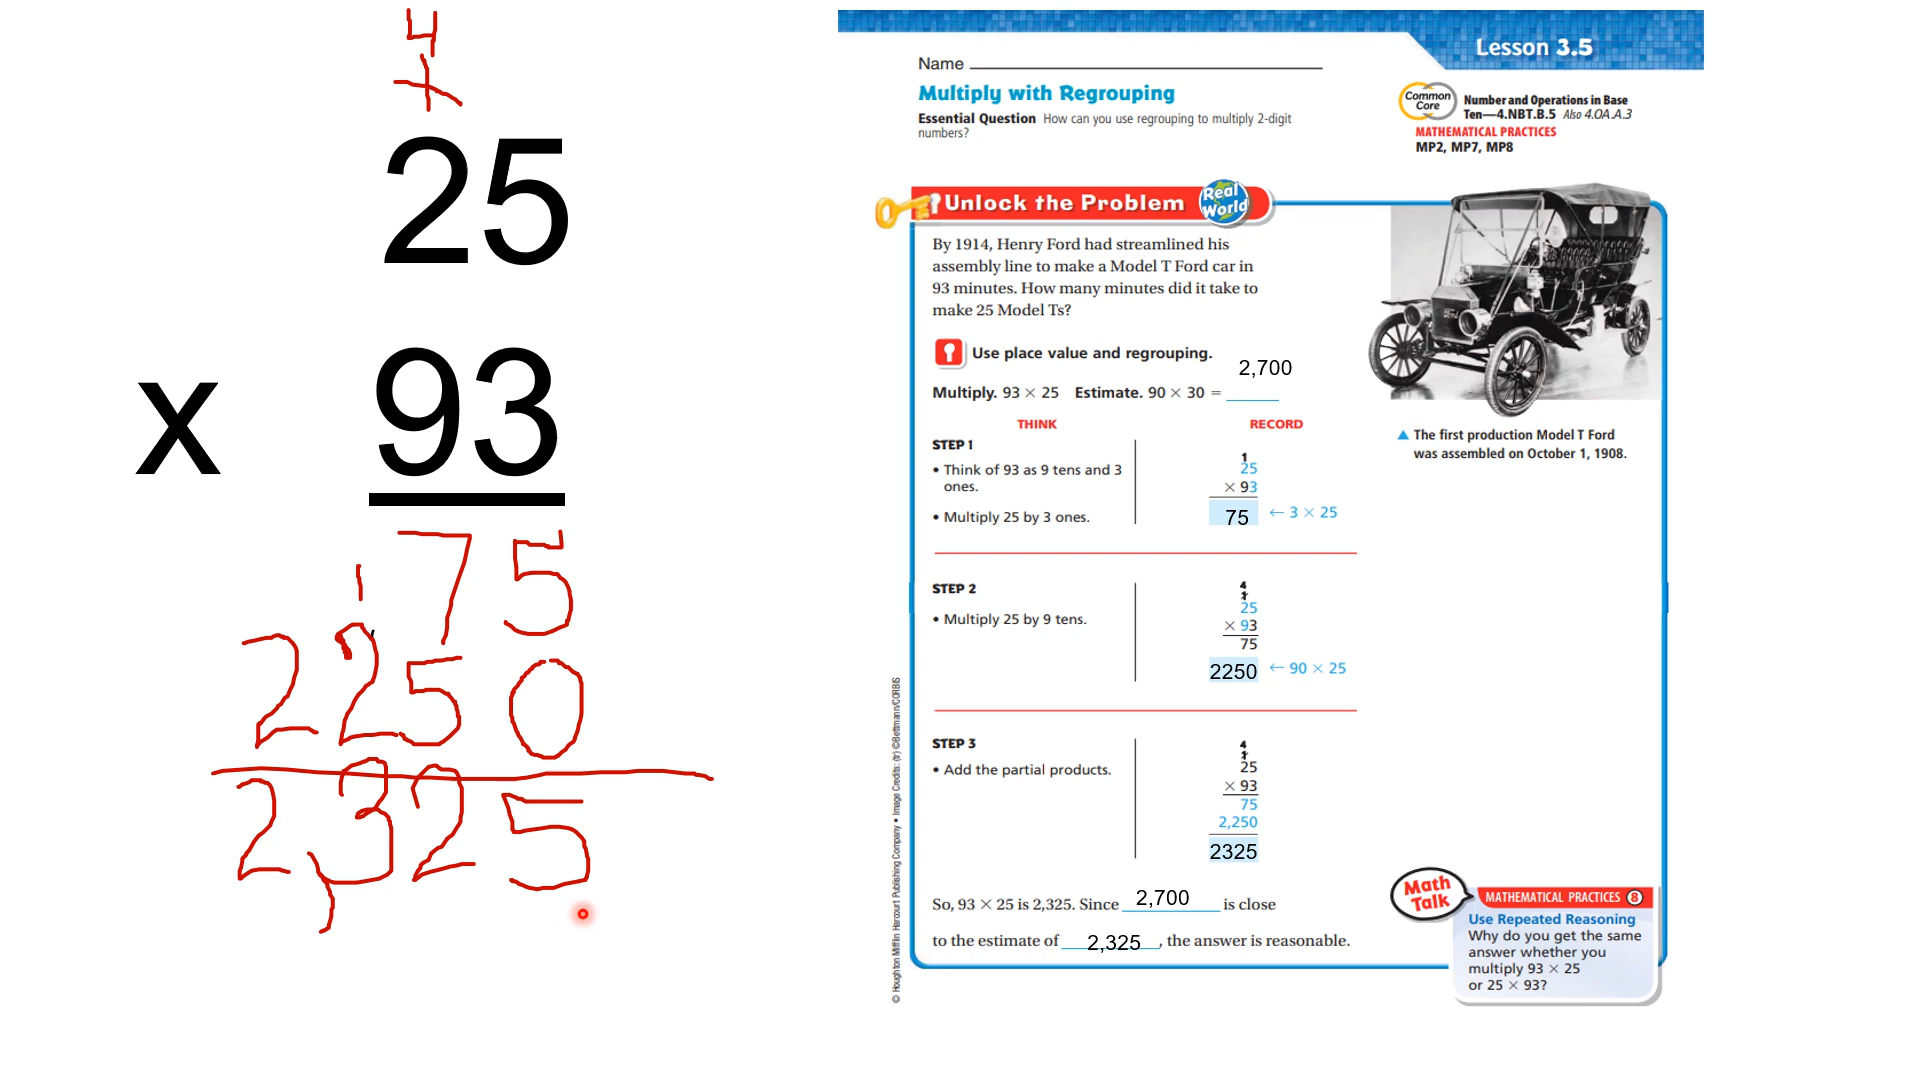 4
1
25
x 93
1
75
2250
2,325
Lesson 3.5
Name
Multiply with Regrouping
Essential Question How can you use regrouping to multiply 2-digit
numbers?
Common
Core
Number and Operations in Base
Ten—4.NBT.B.5 Also 4.OA.A.3
MATHEMATICAL PRACTICES
MP2, MP7, MP8
Unlock the Problem
Real
World
By 1914, Henry Ford had streamlined his
assembly line to make a Model T Ford car in
93 minutes. How many minutes did it take to
make 25 Model Ts?
Use place value and regrouping.
2,700
Multiply. 93 × 25 Estimate. 90 × 30 =
▲ The first production Model T Ford
was assembled on October 1, 1908.
THINK
RECORD
STEP 1
• Think of 93 as 9 tens and 3
ones.
• Multiply 25 by 3 ones.
1
25
× 93
75 ← 3 × 25
STEP 2
• Multiply 25 by 9 tens.
4
1
25
× 93
75
2250 ← 90 × 25
STEP 3
• Add the partial products.
4
1
25
× 93
75
2,250
2325
So, 93 × 25 is 2,325. Since 2,700 is close
to the estimate of 2,325, the answer is reasonable.
Math
Talk
MATHEMATICAL PRACTICES 8
Use Repeated Reasoning
Why do you get the same
answer whether you
multiply 93 × 25
or 25 × 93?
© Houghton Mifflin Harcourt Publishing Company • Image Credits: (tr) ©Bettmann/CORBIS